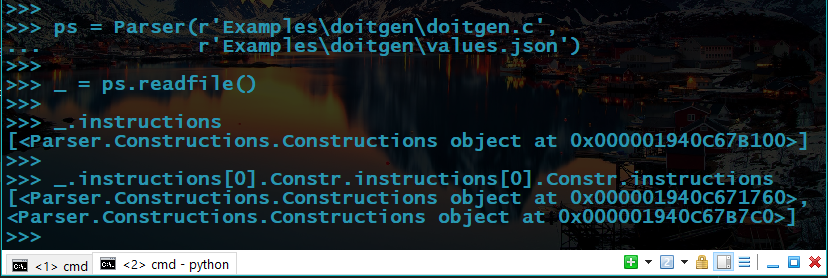 >>>
>>> ps = Parser(r'Examples\doitgen\doitgen.c',
...             r'Examples\doitgen\values.json')
>>>
>>> _ = ps.readfile()
>>>
>>> _.instructions
[<Parser.Constructions.Constructions object at 0x000001940C67B100>]
>>>
>>> _.instructions[0].Constr.instructions[0].Constr.instructions
[<Parser.Constructions.Constructions object at 0x000001940C671760>,
<Parser.Constructions.Constructions object at 0x000001940C67B7C0>]
>>>
C:\. <1> cmd C:\. <2> cmd - python